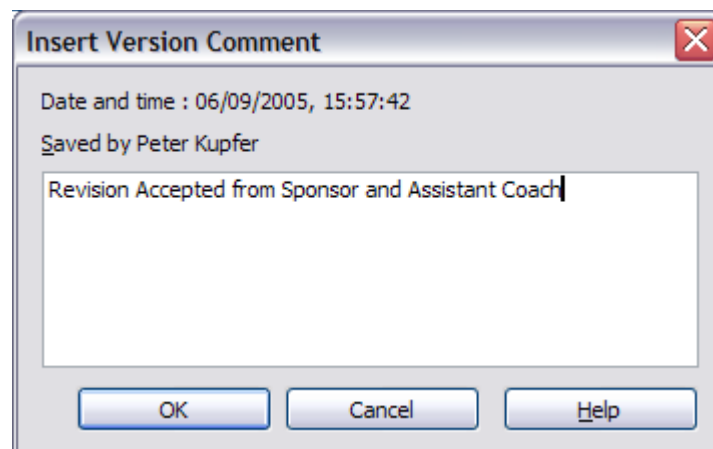 Insert Version Comment
Date and time : 06/09/2005, 15:57:42
Saved by Peter Kupfer
Revision Accepted from Sponsor and Assistant Coach
OK Cancel Help